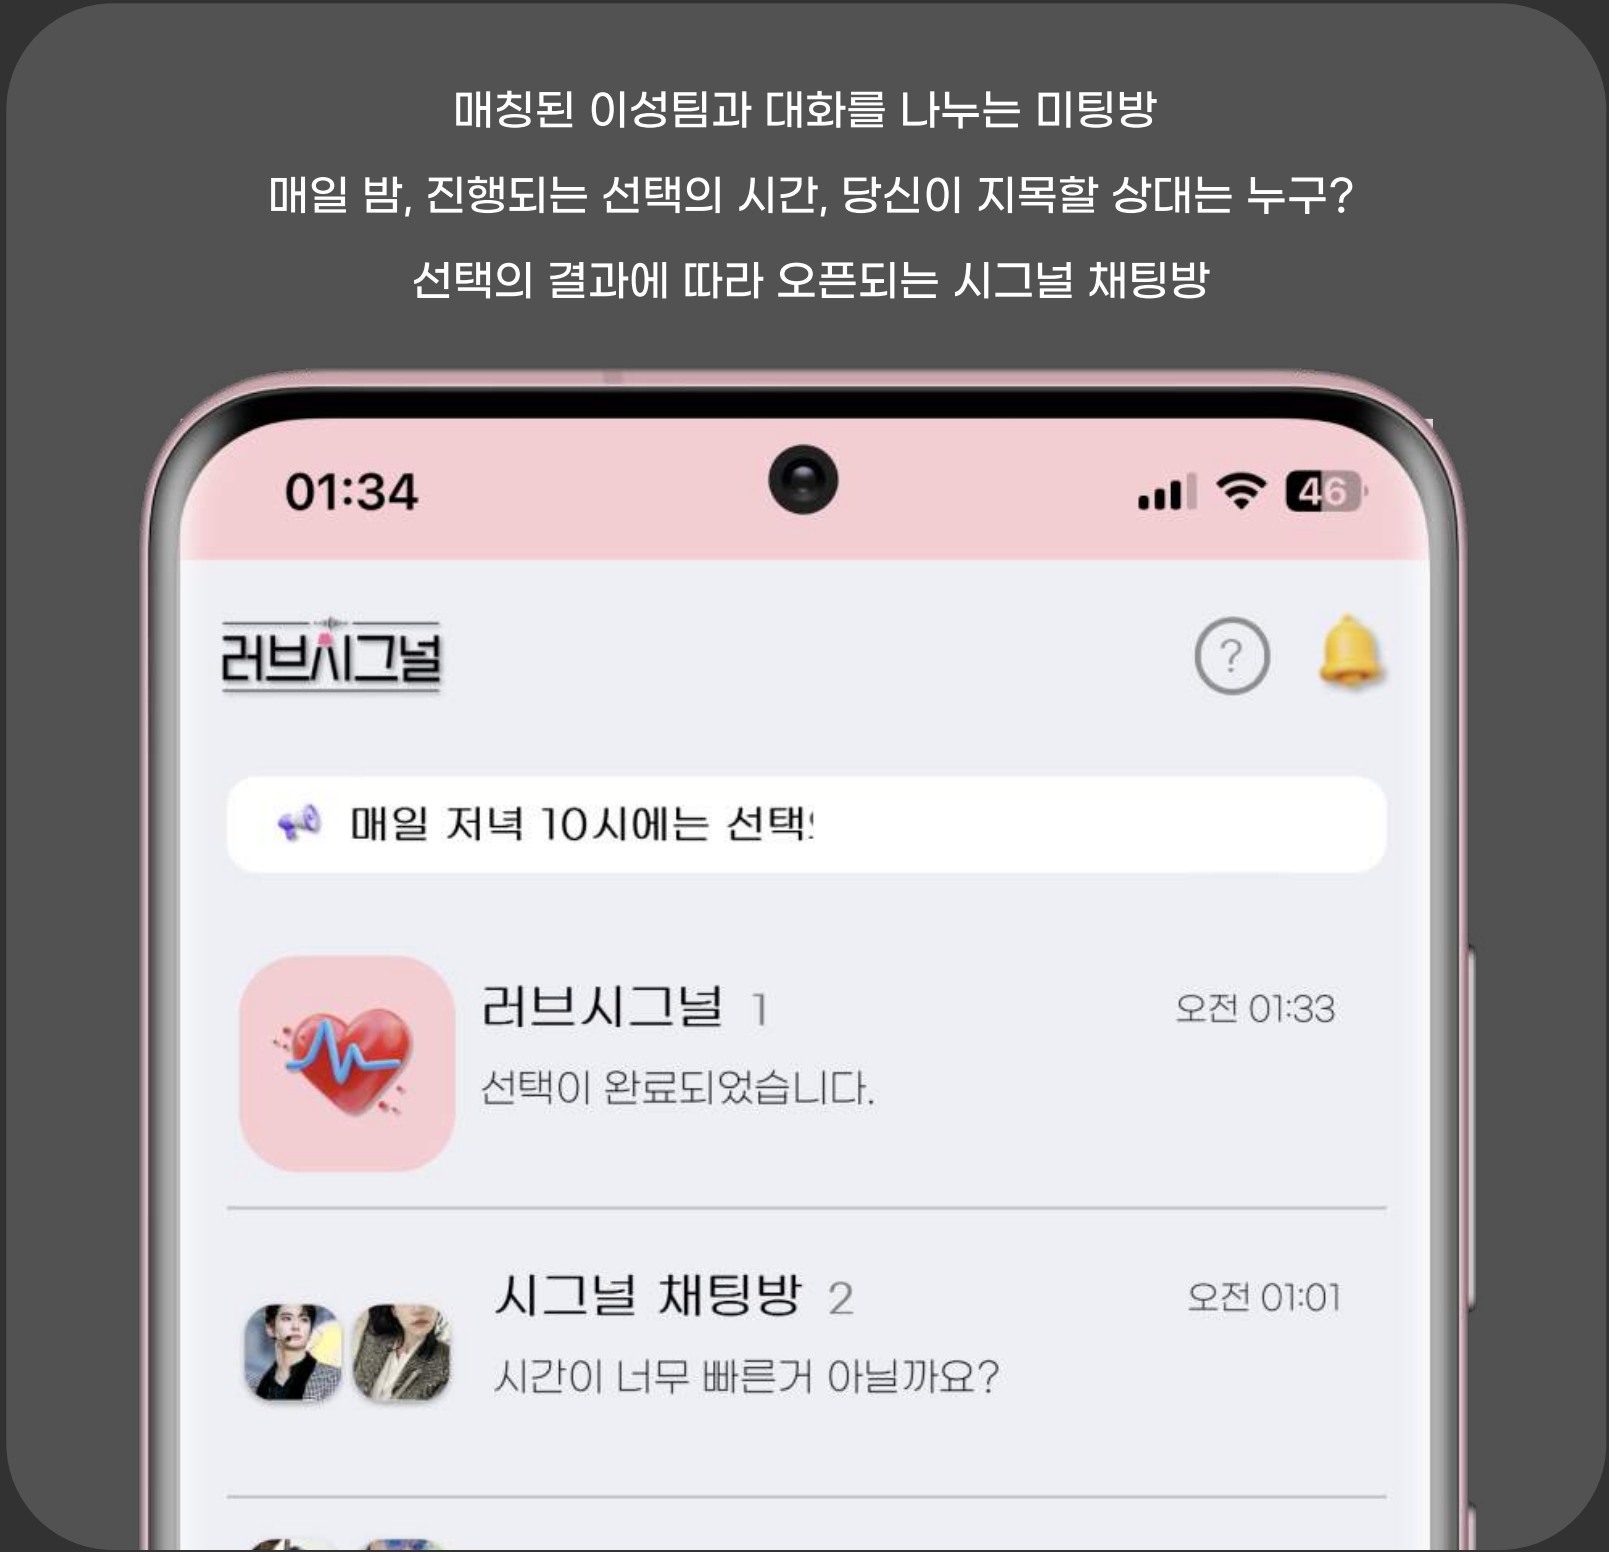 매칭된 이성팀과 대화를 나누는 미팅방
매일 밤, 진행되는 선택의 시간, 당신이 지목할 상대는 누구?
선택의 결과에 따라 오픈되는 시그널 채팅방
01:34
46
러브시그널
?
매일 저녁 10시에는 선택
러브시그널 1
오전 01:33
선택이 완료되었습니다.
시그널 채팅방 2
오전 01:01
시간이 너무 빠른거 아닐까요?